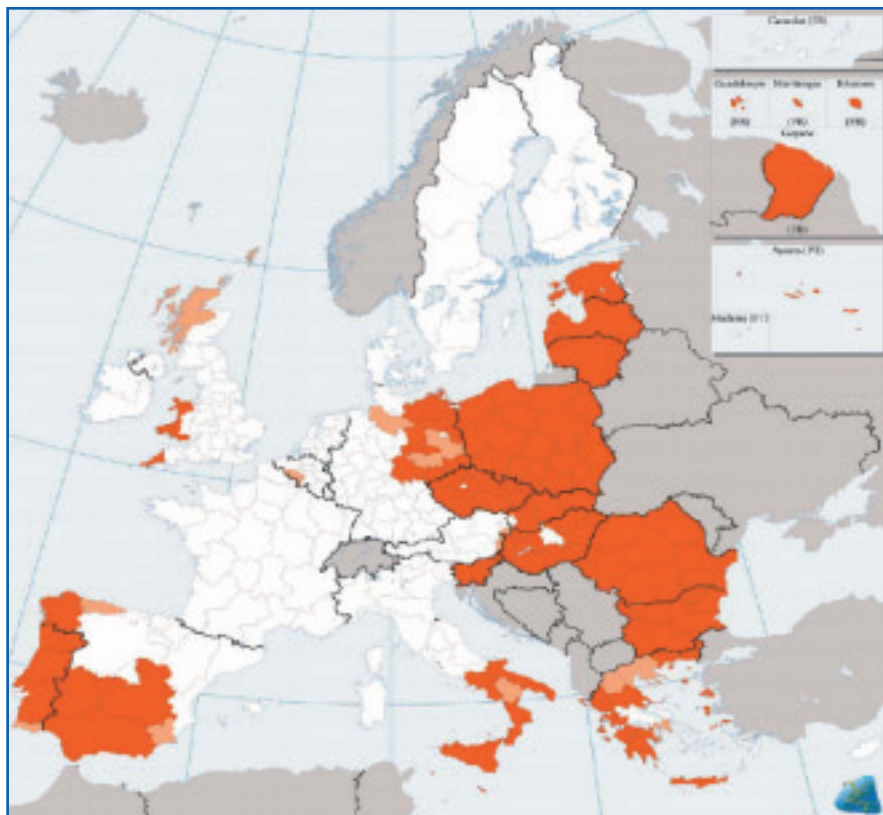 Canarias (ES)
Guadeloupe Martinique Réunion
(FR) (FR) (FR)
Guyane
(FR)
Açores (PT)
Madeira (PT)